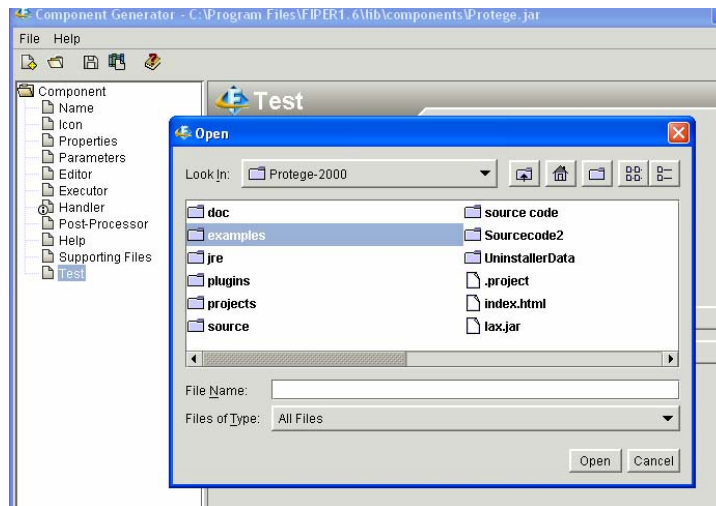 Component Generator - C:\Program Files\FIPER1.6\lib\components\Protege.jar
File Help
Component
Name
Icon
Properties
Parameters
Editor
Executor
Handler
Post-Processor
Help
Supporting Files
Test
Test
Open
Look In: Protege-2000
doc
examples
jre
plugins
projects
source
source code
Sourcecode2
UninstallerData
.project
index.html
lax.jar
File Name:
Files of Type: All Files
Open Cancel